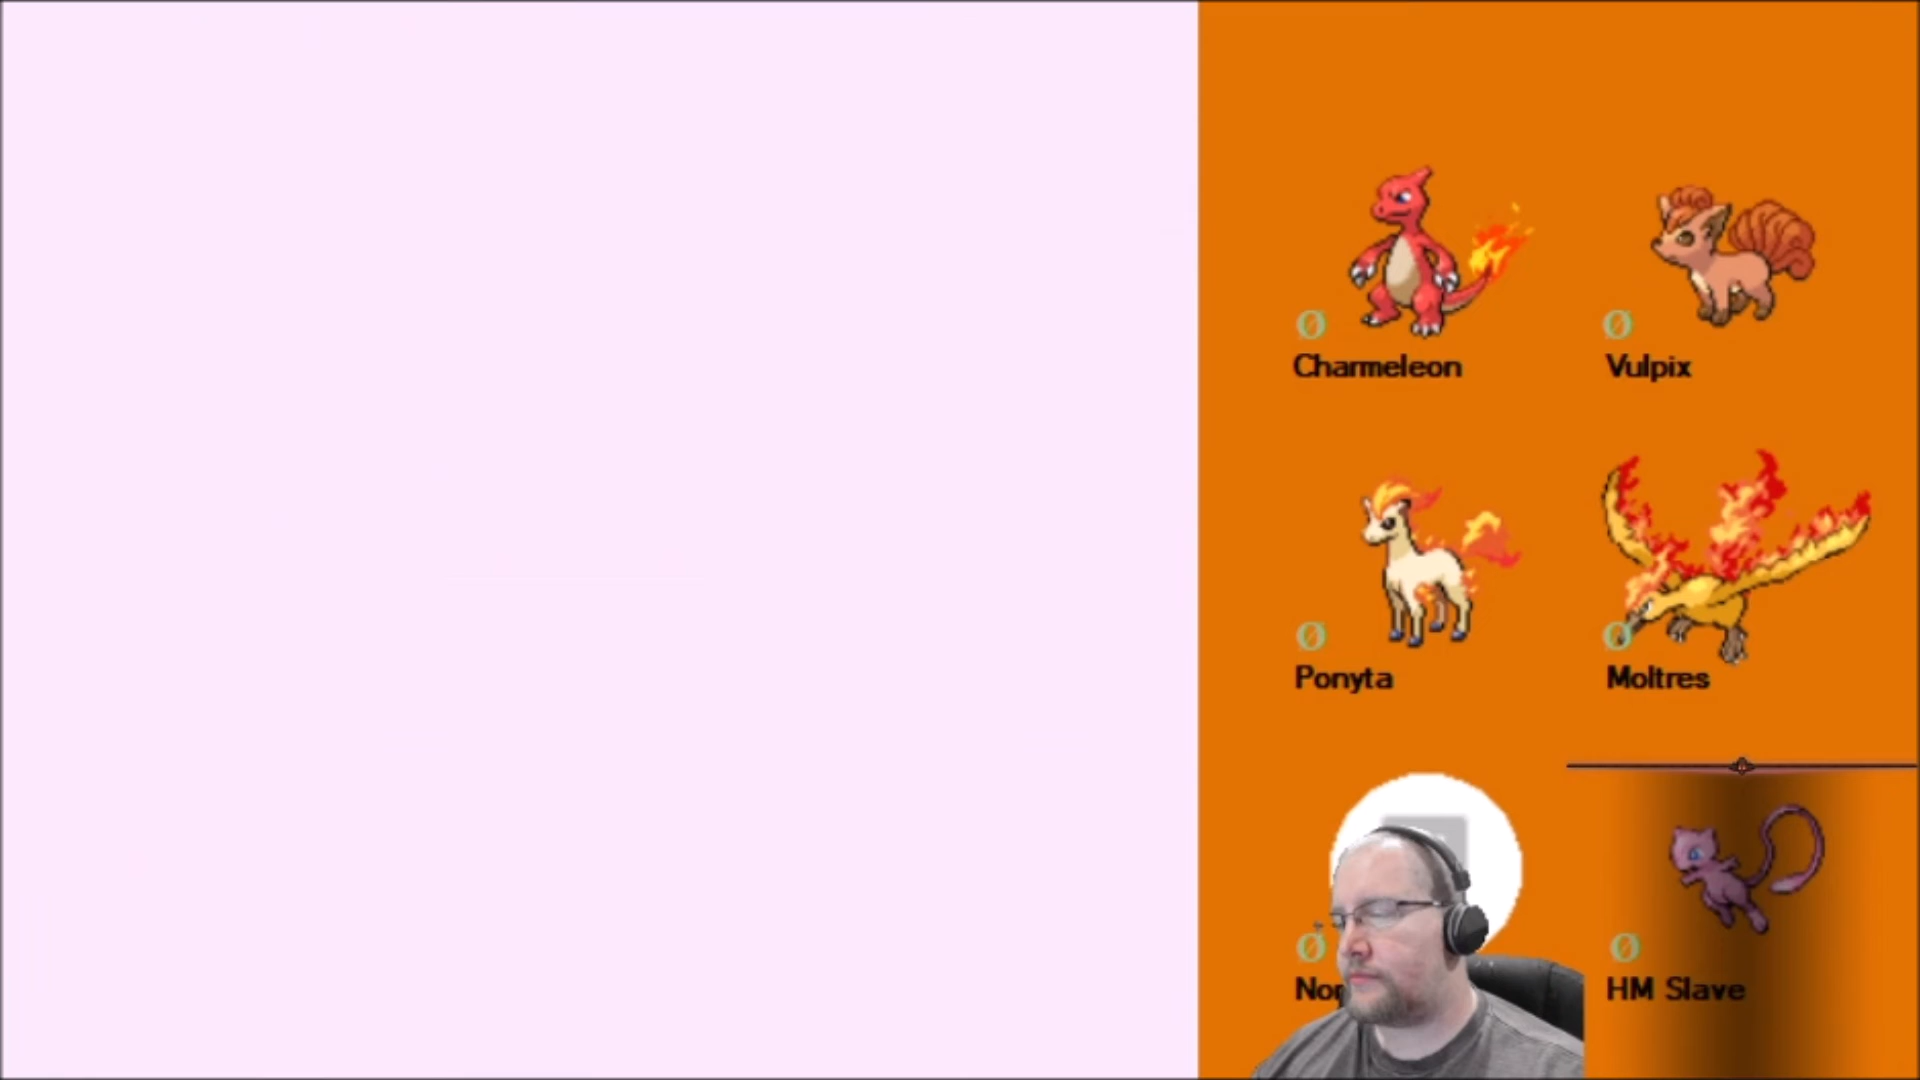 Ø Ø
Charmeleon Vulpix
Ø Ø
Ponyta Moltres
Ø Ø
HM Slave